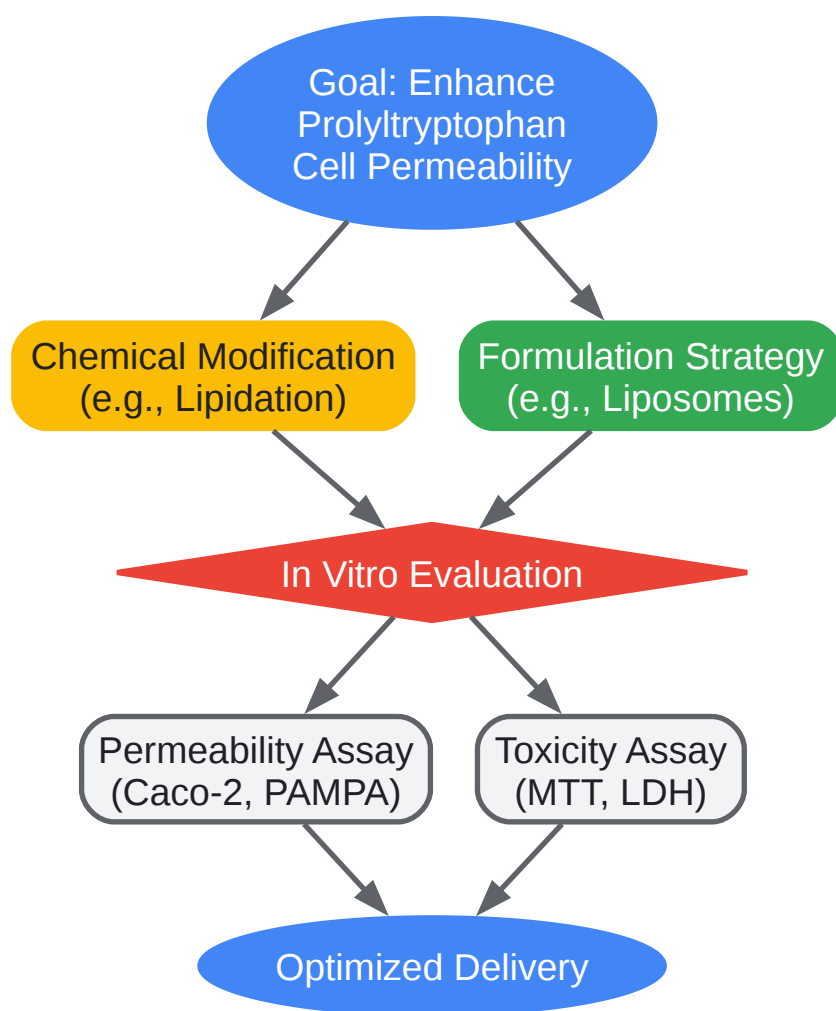 Goal: Enhance
Prolyltryptophan
Cell Permeability
Chemical Modification
(e.g., Lipidation)
Formulation Strategy
(e.g., Liposomes)
In Vitro Evaluation
Permeability Assay
(Caco-2, PAMPA)
Toxicity Assay
(MTT, LDH)
Optimized Delivery